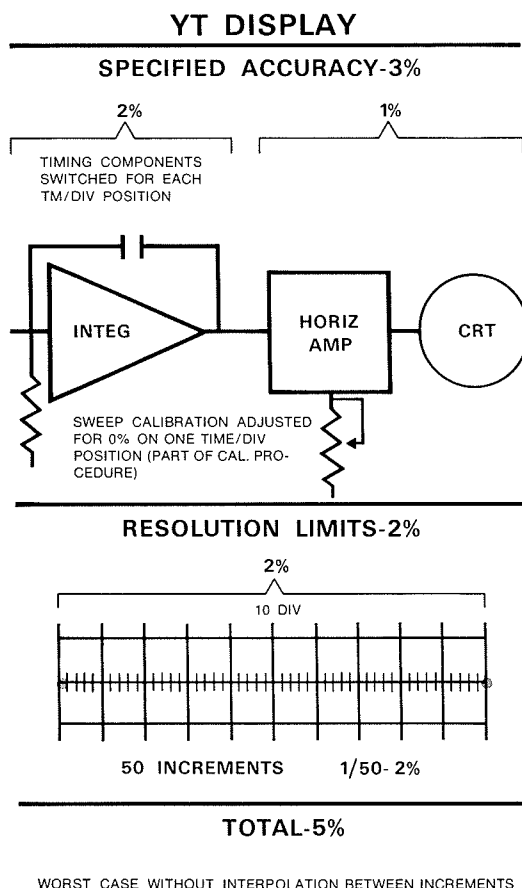 YT DISPLAY
SPECIFIED ACCURACY-3%
2%
1%
TIMING COMPONENTS
SWITCHED FOR EACH
TM/DIV POSITION
INTEG
HORIZ
AMP
CRT
SWEEP CALIBRATION ADJUSTED
FOR 0% ON ONE TIME/DIV
POSITION (PART OF CAL. PRO-
CEDURE)
RESOLUTION LIMITS-2%
2%
10 DIV
50 INCREMENTS 1/50-2%
TOTAL-5%
WORST CASE WITHOUT INTERPOLATION BETWEEN INCREMENTS